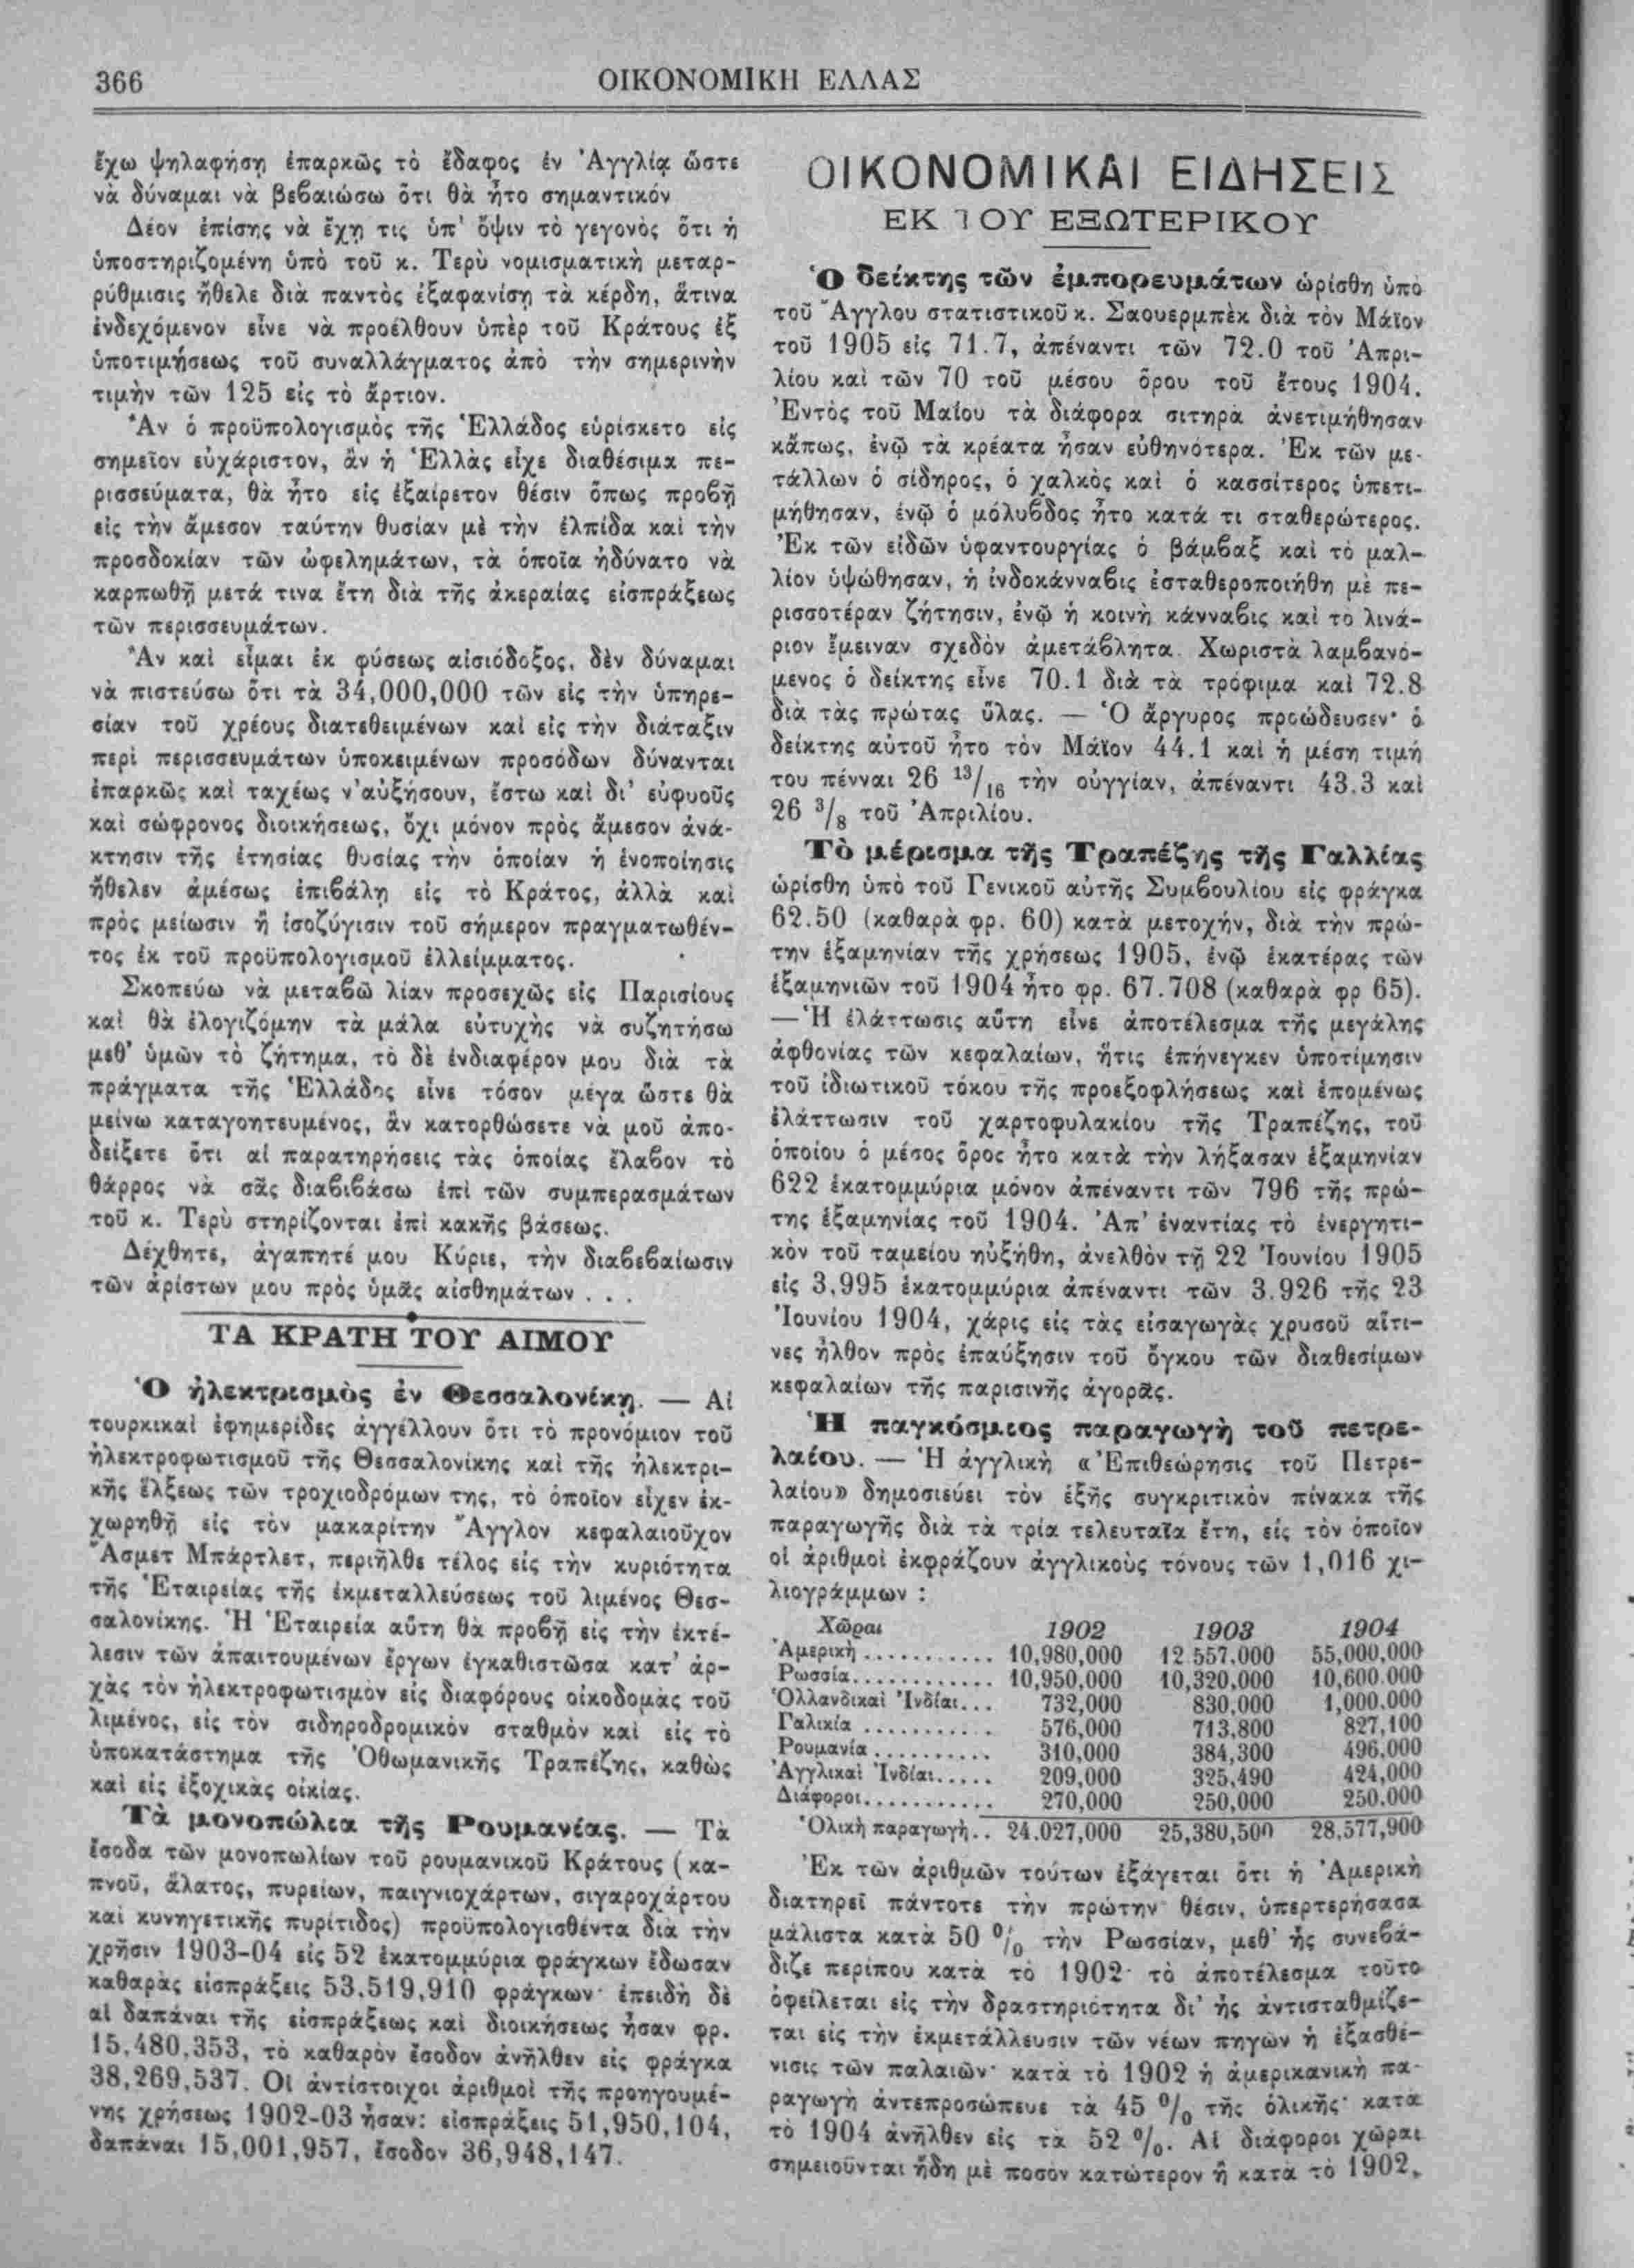 366
ΟΙΚΟΝΟΜΙΚΗ ΕΛΛΑΣ
ἔχω ψηλαφήσῃ ἐπαρκῶς τὸ ἔδαφος ἐν Ἀγγλίᾳ ὥστε
νὰ δύναμαι νὰ βεβαιώσω ὅτι θὰ ἦτο σημαντικόν
Δέον ἐπίσης νὰ ἔχῃ τις ὑπ' ὄψιν τὸ γεγονὸς ὅτι ἡ
ὑποστηριζομένη ὑπὸ τοῦ κ. Τερὺ νομισματικὴ μεταρ-
ρύθμισις ἤθελε διὰ παντὸς ἐξαφανίσῃ τὰ κέρδη, ἅτινα
ἐνδεχόμενον εἶνε νὰ προέλθουν ὑπὲρ τοῦ Κράτους ἐξ
ὑποτιμήσεως τοῦ συναλλάγματος ἀπὸ τὴν σημερινὴν
τιμὴν τῶν 125 εἰς τὸ ἄρτιον.
Ἂν ὁ προϋπολογισμὸς τῆς Ἑλλάδος εὑρίσκετο εἰς
σημεῖον εὐχάριστον, ἂν ἡ Ἑλλὰς εἶχε διαθέσιμα πε-
ρισσεύματα, θὰ ἦτο εἰς ἐξαίρετον θέσιν ὅπως προβῇ
εἰς τὴν ἄμεσον ταύτην θυσίαν μὲ τὴν ἐλπίδα καὶ τὴν
προσδοκίαν τῶν ὠφελημάτων, τὰ ὁποῖα ἠδύνατο νὰ
καρπωθῇ μετά τινα ἔτη διὰ τῆς ἀκεραίας εἰσπράξεως
τῶν περισσευμάτων.
Ἂν καὶ εἶμαι ἐκ φύσεως αἰσιόδοξος, δὲν δύναμαι
νὰ πιστεύσω ὅτι τὰ 34,000,000 τῶν εἰς τὴν ὑπηρε-
σίαν τοῦ χρέους διατεθειμένων καὶ εἰς τὴν διάταξιν
περὶ περισσευμάτων ὑποκειμένων προσόδων δύνανται
ἐπαρκῶς καὶ ταχέως ν'αὐξήσουν, ἔστω καὶ δι' εὐφυοῦς
καὶ σώφρονος διοικήσεως, ὄχι μόνον πρὸς ἄμεσον ἀνά-
κτησιν τῆς ἐτησίας θυσίας τὴν ὁποίαν ἡ ἑνοποίησις
ἤθελεν ἀμέσως ἐπιβάλῃ εἰς τὸ Κράτος, ἀλλὰ καὶ
πρὸς μείωσιν ἢ ἰσοζύγισιν τοῦ σήμερον πραγματωθέν-
τος ἐκ τοῦ προϋπολογισμοῦ ἐλλείμματος.
Σκοπεύω νὰ μεταβῶ λίαν προσεχῶς εἰς Παρισίους
καὶ θὰ ἐλογιζόμην τὰ μάλα εὐτυχὴς νὰ συζητήσω
μεθ' ὑμῶν τὸ ζήτημα, τὸ δὲ ἐνδιαφέρον μου διὰ τὰ
πράγματα τῆς Ἑλλάδος εἶνε τόσον μέγα ὥστε θὰ
μείνω καταγοητευμένος, ἂν κατορθώσετε νὰ μοῦ ἀπο-
δείξετε ὅτι αἱ παρατηρήσεις τὰς ὁποίας ἔλαβον τὸ
θάρρος νὰ σᾶς διαβιβάσω ἐπὶ τῶν συμπερασμάτων
τοῦ κ. Τερὺ στηρίζονται ἐπὶ κακῆς βάσεως.
Δέχθητε, ἀγαπητέ μου Κύριε, τὴν διαβεβαίωσιν
τῶν ἀρίστων μου πρὸς ὑμᾶς αἰσθημάτων . . .
ΤΑ ΚΡΑΤΗ ΤΟΥ ΑΙΜΟΥ
Ὁ ἠλεκτρισμὸς ἐν Θεσσαλονίκῃ. — Αἱ
τουρκικαὶ ἐφημερίδες ἀγγέλλουν ὅτι τὸ προνόμιον τοῦ
ἠλεκτροφωτισμοῦ τῆς Θεσσαλονίκης καὶ τῆς ἠλεκτρι-
κῆς ἕλξεως τῶν τροχιοδρόμων της, τὸ ὁποῖον εἶχεν ἐκ-
χωρηθῇ εἰς τὸν μακαρίτην Ἄγγλον κεφαλαιοῦχον
Ἄσμετ Μπάρτλετ, περιῆλθε τέλος εἰς τὴν κυριότητα
τῆς Ἑταιρείας τῆς ἐκμεταλλεύσεως τοῦ λιμένος Θεσ-
σαλονίκης. Ἡ Ἑταιρεία αὕτη θὰ προβῇ εἰς τὴν ἐκτέ-
λεσιν τῶν ἀπαιτουμένων ἔργων ἐγκαθιστῶσα κατ' ἀρ-
χὰς τὸν ἠλεκτροφωτισμὸν εἰς διαφόρους οἰκοδομὰς τοῦ
λιμένος, εἰς τὸν σιδηροδρομικὸν σταθμὸν καὶ εἰς τὸ
ὑποκατάστημα τῆς Ὀθωμανικῆς Τραπέζης, καθὼς
καὶ εἰς ἐξοχικὰς οἰκίας.
Τὰ μονοπώλια τῆς Ρουμανίας. — Τὰ
ἔσοδα τῶν μονοπωλίων τοῦ ρουμανικοῦ Κράτους (κα-
πνοῦ, ἅλατος, πυρείων, παιγνιοχάρτων, σιγαροχάρτου
καὶ κυνηγετικῆς πυρίτιδος) προϋπολογισθέντα διὰ τὴν
χρῆσιν 1903-04 εἰς 52 ἑκατομμύρια φράγκων ἔδωσαν
καθαρὰς εἰσπράξεις 53.519,910 φράγκων· ἐπειδὴ δὲ
αἱ δαπάναι τῆς εἰσπράξεως καὶ διοικήσεως ἦσαν φρ.
15.480.353, τὸ καθαρὸν ἔσοδον ἀνῆλθεν εἰς φράγκα
38,269,537. Οἱ ἀντίστοιχοι ἀριθμοὶ τῆς προηγουμέ-
νης χρήσεως 1902-03 ἦσαν: εἰσπράξεις 51,950,104,
δαπάναι 15,001,957, ἔσοδον 36,948,147.
ΟΙΚΟΝΟΜΙΚΑΙ ΕΙΔΗΣΕΙΣ
ΕΚ ΤΟΥ ΕΞΩΤΕΡΙΚΟΥ
Ὁ δείκτης τῶν ἐμπορευμάτων ὡρίσθη ὑπὸ
τοῦ Ἄγγλου στατιστικοῦ κ. Σαουερμπὲκ διὰ τὸν Μάϊον
τοῦ 1905 εἰς 71.7, ἀπέναντι τῶν 72.0 τοῦ Ἀπρι-
λίου καὶ τῶν 70 τοῦ μέσου ὅρου τοῦ ἔτους 1904.
Ἐντὸς τοῦ Μαΐου τὰ διάφορα σιτηρὰ ἀνετιμήθησαν
κἄπως, ἐνῷ τὰ κρέατα ἦσαν εὐθηνότερα. Ἐκ τῶν με-
τάλλων ὁ σίδηρος, ὁ χαλκὸς καὶ ὁ κασσίτερος ὑπετι-
μήθησαν, ἐνῷ ὁ μόλυβδος ἦτο κατά τι σταθερώτερος.
Ἐκ τῶν εἰδῶν ὑφαντουργίας ὁ βάμβαξ καὶ τὸ μαλ-
λίον ὑψώθησαν, ἡ ἰνδοκάνναβις ἐσταθεροποιήθη μὲ πε-
ρισσοτέραν ζήτησιν, ἐνῷ ἡ κοινὴ κάνναβις καὶ τὸ λινά-
ριον ἔμειναν σχεδὸν ἀμετάβλητα. Χωριστὰ λαμβανό-
μενος ὁ δείκτης εἶνε 70.1 διὰ τὰ τρόφιμα καὶ 72.8
διὰ τὰς πρώτας ὕλας. — Ὁ ἄργυρος προώδευσεν· ὁ
δείκτης αὐτοῦ ἦτο τὸν Μάϊον 44.1 καὶ ἡ μέση τιμή
του πένναι 26 13/16 τὴν οὐγγίαν, ἀπέναντι 43.3 καὶ
26 3/8 τοῦ Ἀπριλίου.
Τὸ μέρισμα τῆς Τραπέζης τῆς Γαλλίας
ὡρίσθη ὑπὸ τοῦ Γενικοῦ αὐτῆς Συμβουλίου εἰς φράγκα
62.50 (καθαρὰ φρ. 60) κατὰ μετοχήν, διὰ τὴν πρώ-
την ἑξαμηνίαν τῆς χρήσεως 1905, ἐνῷ ἑκατέρας τῶν
ἑξαμηνιῶν τοῦ 1904 ἦτο φρ. 67.708 (καθαρὰ φρ 65).
— Ἡ ἐλάττωσις αὕτη εἶνε ἀποτέλεσμα τῆς μεγάλης
ἀφθονίας τῶν κεφαλαίων, ἥτις ἐπήνεγκεν ὑποτίμησιν
τοῦ ἰδιωτικοῦ τόκου τῆς προεξοφλήσεως καὶ ἑπομένως
ἐλάττωσιν τοῦ χαρτοφυλακίου τῆς Τραπέζης, τοῦ
ὁποίου ὁ μέσος ὅρος ἦτο κατὰ τὴν λήξασαν ἑξαμηνίαν
622 ἑκατομμύρια μόνον ἀπέναντι τῶν 796 τῆς πρώ-
της ἑξαμηνίας τοῦ 1904. Ἀπ' ἐναντίας τὸ ἐνεργητι-
κὸν τοῦ ταμείου ηὐξήθη, ἀνελθὸν τῇ 22 Ἰουνίου 1905
εἰς 3,995 ἑκατομμύρια ἀπέναντι τῶν 3.926 τῆς 23
Ἰουνίου 1904, χάρις εἰς τὰς εἰσαγωγὰς χρυσοῦ αἵτι-
νες ἦλθον πρὸς ἐπαύξησιν τοῦ ὄγκου τῶν διαθεσίμων
κεφαλαίων τῆς παρισινῆς ἀγορᾶς.
Ἡ παγκόσμιος παραγωγὴ τοῦ πετρε-
λαίου. — Ἡ ἀγγλικὴ «Ἐπιθεώρησις τοῦ Πετρε-
λαίου» δημοσιεύει τὸν ἑξῆς συγκριτικὸν πίνακα τῆς
παραγωγῆς διὰ τὰ τρία τελευταῖα ἔτη, εἰς τὸν ὁποῖον
οἱ ἀριθμοὶ ἐκφράζουν ἀγγλικοὺς τόνους τῶν 1,016 χι-
λιογράμμων :
Χῶραι 1902 1903 1904
Ἀμερικὴ ........... 10,980,000 12.557.000 55,000,000
Ρωσσία............ 10,950,000 10,320,000 10,600.000
Ὁλλανδικαὶ Ἰνδίαι... 732,000 830,000 1,000.000
Γαλικία ........... 576,000 713,800 827,100
Ρουμανία.......... 310,000 384,300 496,000
Ἀγγλικαὶ Ἰνδίαι..... 209,000 325,490 424,000
Διάφοροι........... 270,000 250,000 250.000
Ὁλικὴ παραγωγή.. 24.027,000 25,380,500 28.577,900
Ἐκ τῶν ἀριθμῶν τούτων ἐξάγεται ὅτι ἡ Ἀμερικὴ
διατηρεῖ πάντοτε τὴν πρώτην θέσιν, ὑπερτερήσασα
μάλιστα κατὰ 50 % τὴν Ρωσσίαν, μεθ' ἧς συνεβά-
διζε περίπου κατὰ τὸ 1902· τὸ ἀποτέλεσμα τοῦτο
ὀφείλεται εἰς τὴν δραστηριότητα δι' ἧς ἀντισταθμίζε-
ται εἰς τὴν ἐκμετάλλευσιν τῶν νέων πηγῶν ἡ ἐξασθέ-
νισις τῶν παλαιῶν· κατὰ τὸ 1902 ἡ ἀμερικανικὴ πα-
ραγωγὴ ἀντεπροσώπευε τὰ 45 % τῆς ὁλικῆς· κατὰ
τὸ 1904 ἀνῆλθεν εἰς τὰ 52 %. Αἱ διάφοροι χῶραι
σημειοῦνται ἤδη μὲ ποσὸν κατώτερον ἢ κατὰ τὸ 1902,